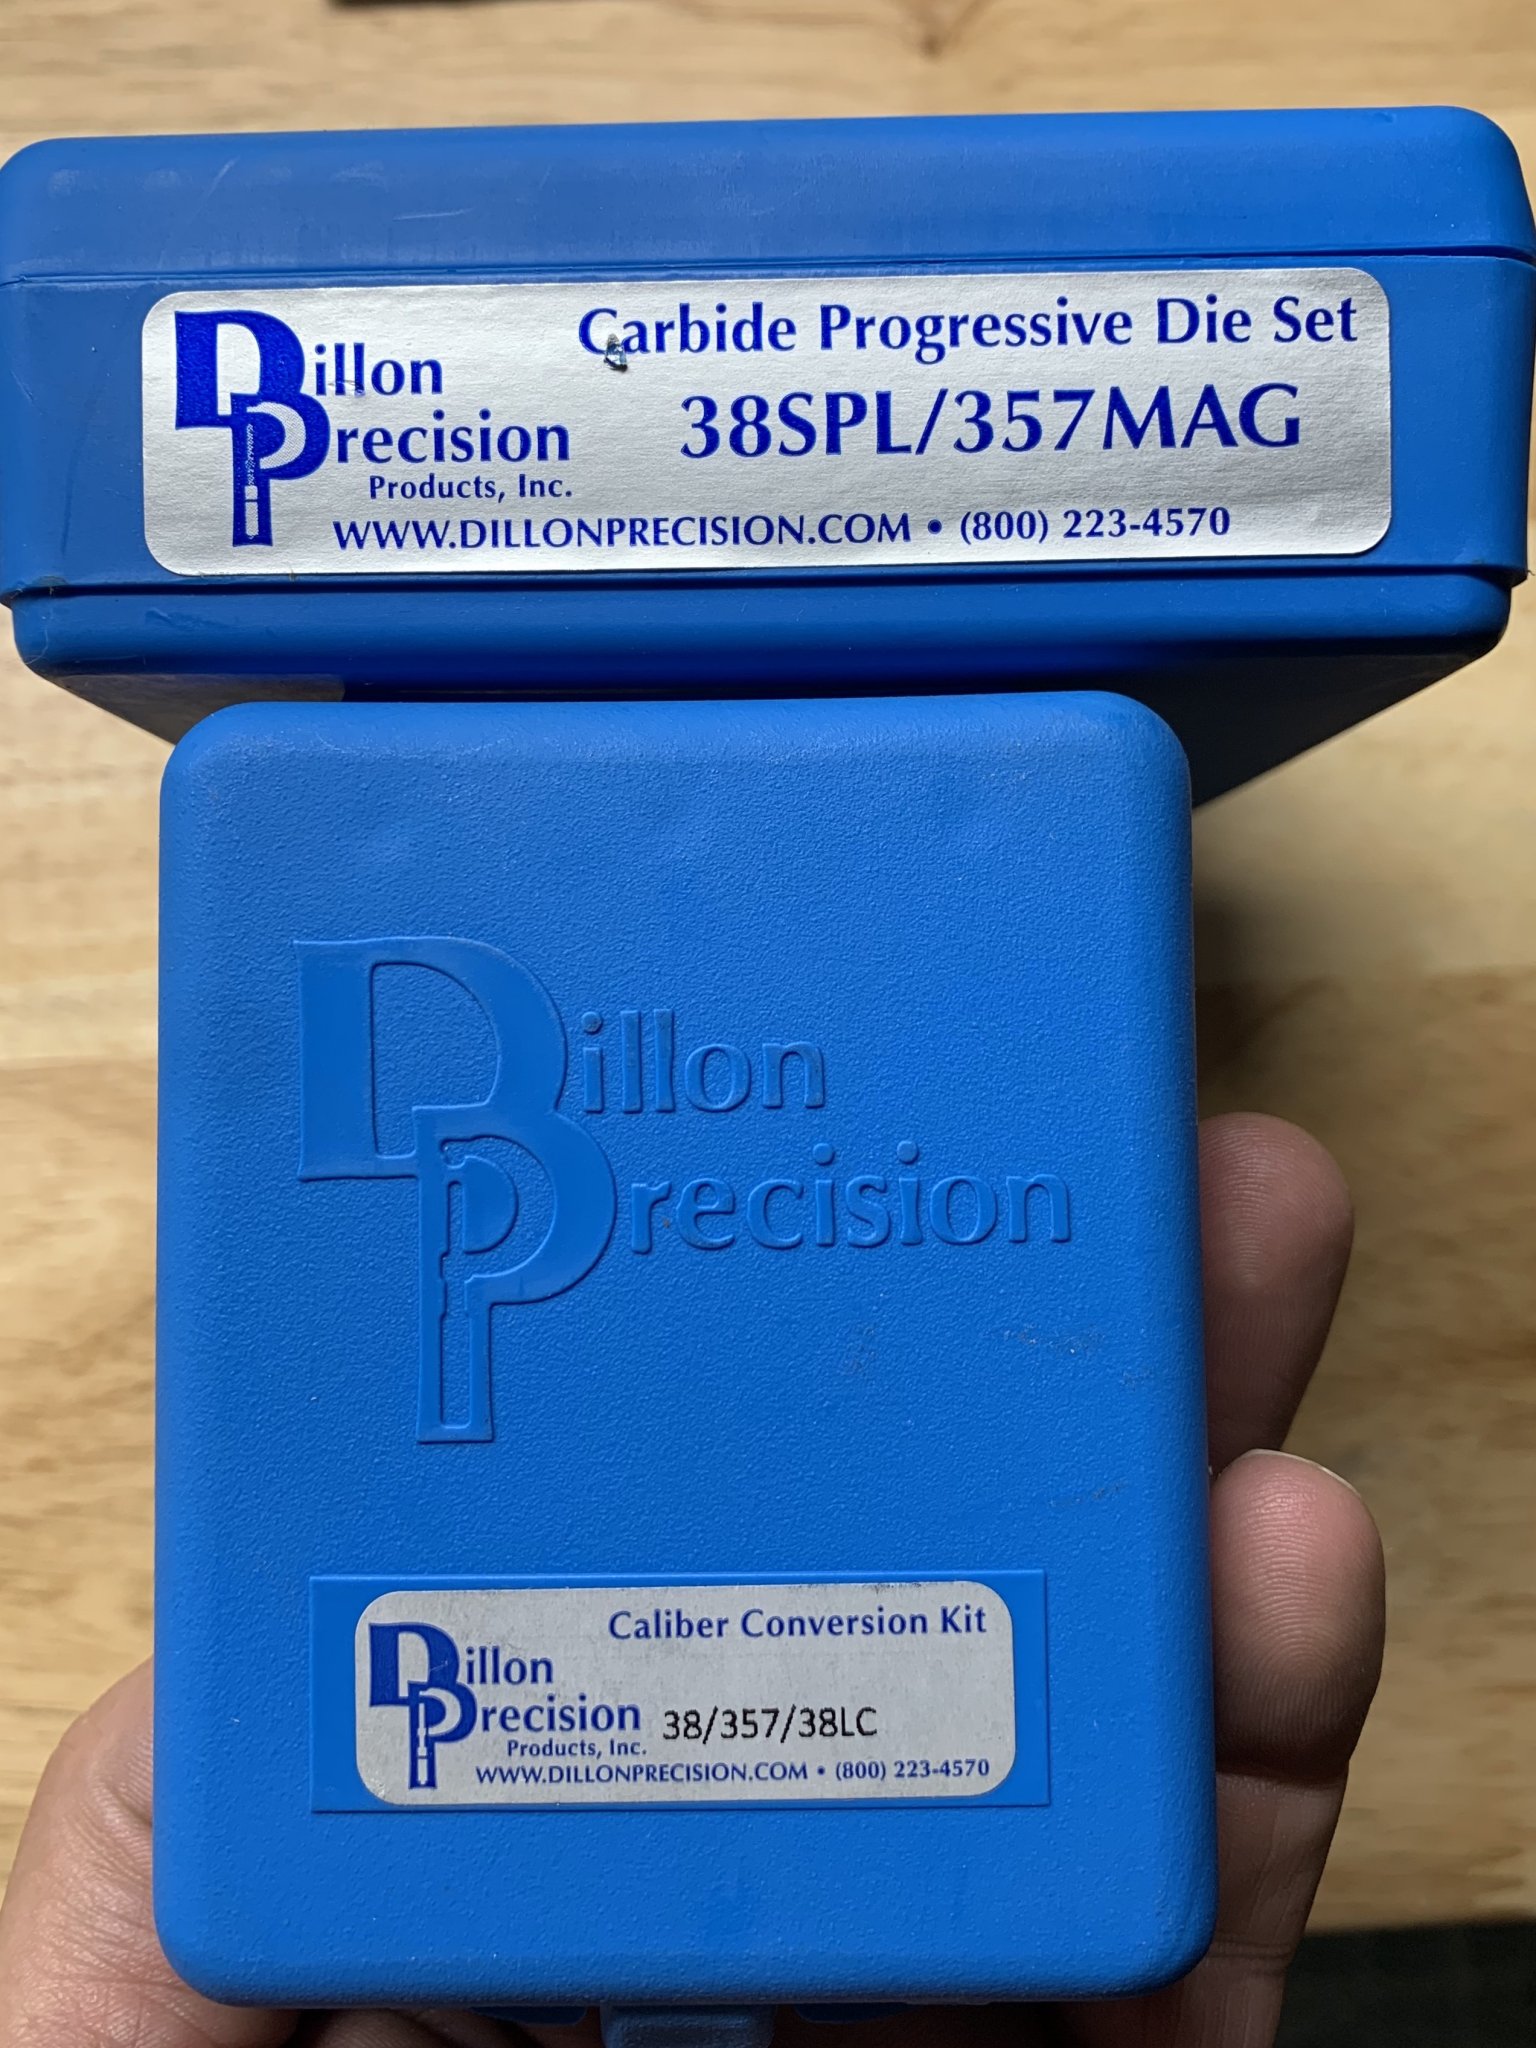 Dillon
Precision
Products, Inc.
Carbide Progressive Die Set
38SPL/357MAG
WWW.DILLONPRECISION.COM • (800) 223-4570
Dillon
Precision
Caliber Conversion Kit
Dillon
Precision
Products, Inc.
38/357/38LC
WWW.DILLONPRECISION.COM • (800) 223-4570